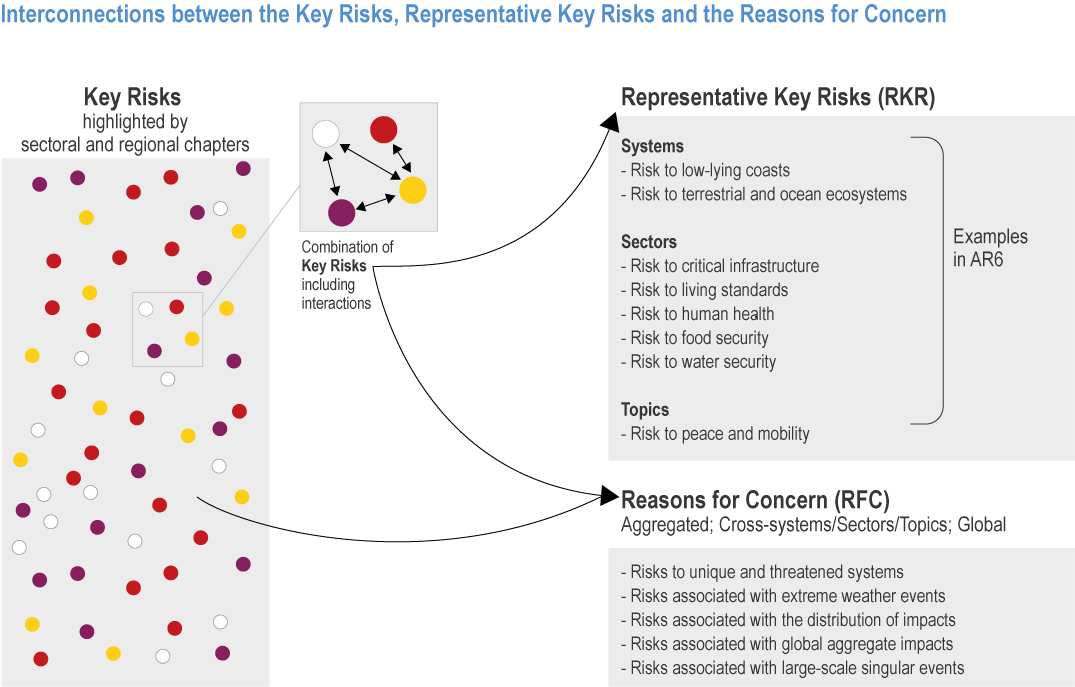 Interconnections between the Key Risks, Representative Key Risks and the Reasons for Concern
Key Risks
highlighted by
sectoral and regional chapters
Combination of
Key Risks
including
interactions
Representative Key Risks (RKR)
Systems
- Risk to low-lying coasts
- Risk to terrestrial and ocean ecosystems
Sectors
- Risk to critical infrastructure
- Risk to living standards
- Risk to human health
- Risk to food security
- Risk to water security
Topics
- Risk to peace and mobility
Examples
in AR6
Reasons for Concern (RFC)
Aggregated; Cross-systems/Sectors/Topics; Global
- Risks to unique and threatened systems
- Risks associated with extreme weather events
- Risks associated with the distribution of impacts
- Risks associated with global aggregate impacts
- Risks associated with large-scale singular events